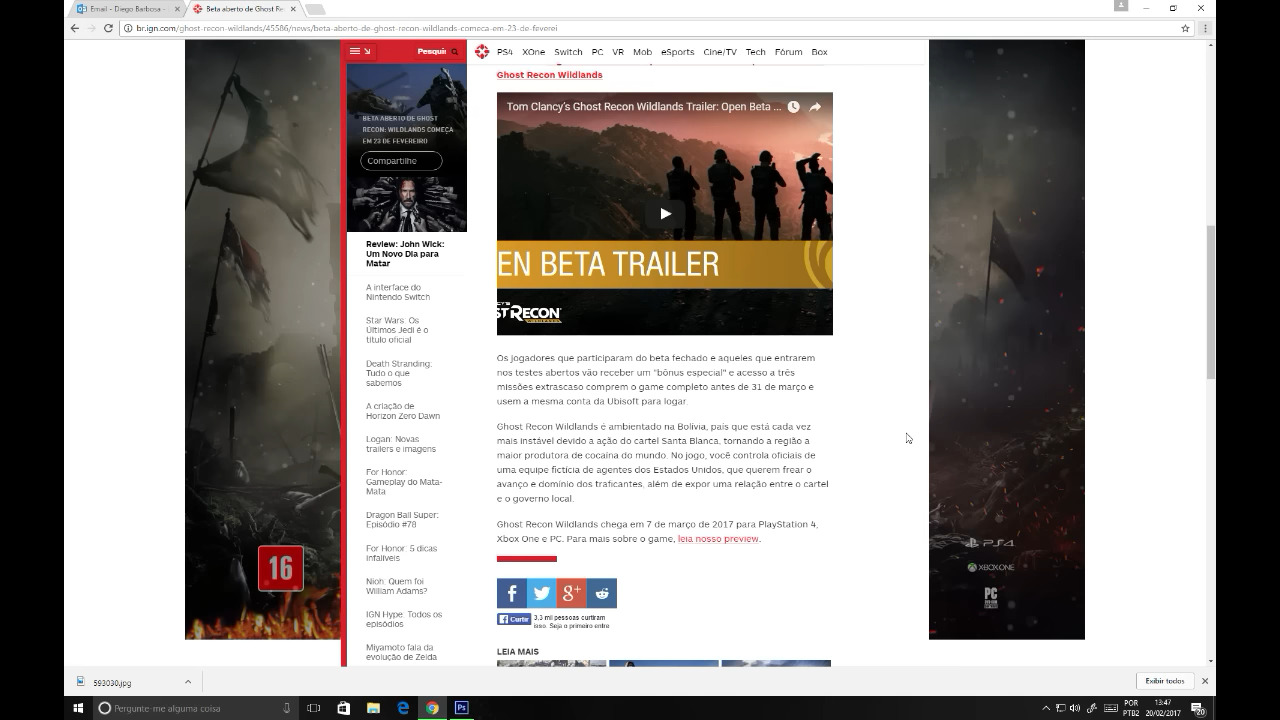 Email – Diego Barbosa –
Beta aberto de Ghost Re
br.ign.com/ghost-recon-wildlands/45586/news/beta-aberto-de-ghost-recon-wildlands-comeca-em-23-de-feverei
Pesqui
PS4 XOne Switch PC VR Mob eSports Cine/TV Tech Fórum Box
BETA ABERTO DE GHOST
RECON: WILDLANDS COMEÇA
EM 23 DE FEVEREIRO
Compartilhe
Review: John Wick:
Um Novo Dia para
Matar
A interface do
Nintendo Switch
Star Wars: Os
Últimos Jedi é o
título oficial
Death Stranding:
Tudo o que
sabemos
A criação de
Horizon Zero Dawn
Logan: Novas
trailers e imagens
For Honor:
Gameplay do Mata-
Mata
Dragon Ball Super:
Episódio #78
For Honor: 5 dicas
infalíveis
Nioh: Quem foi
William Adams?
IGN Hype: Todos os
episódios
Miyamoto fala da
evolução de Zelda
Ghost Recon Wildlands
Tom Clancy's Ghost Recon Wildlands Trailer: Open Beta ...
EN BETA TRAILER
ST RECON
WILDLANDS
Os jogadores que participaram do beta fechado e aqueles que entrarem
nos testes abertos vão receber um "bônus especial" e acesso a três
missões extrascaso comprem o game completo antes de 31 de março e
usem a mesma conta da Ubisoft para logar.
Ghost Recon Wildlands é ambientado na Bolívia, país que está cada vez
mais instável devido a ação do cartel Santa Blanca, tornando a região a
maior produtora de cocaína do mundo. No jogo, você controla oficiais de
uma equipe fictícia de agentes dos Estados Unidos, que querem frear o
avanço e domínio dos traficantes, além de expor uma relação entre o cartel
e o governo local.
Ghost Recon Wildlands chega em 7 de março de 2017 para PlayStation 4,
Xbox One e PC. Para mais sobre o game, leia nosso preview.
f g+
Curtir 3,3 mil pessoas curtiram
isso. Seja o primeiro entre
LEIA MAIS
16
PS4
XBOX ONE
PC
593030.jpg
Exibir todos
Pergunte-me alguma coisa
Ps
POR
PTB2
13:47
20/02/2017
20